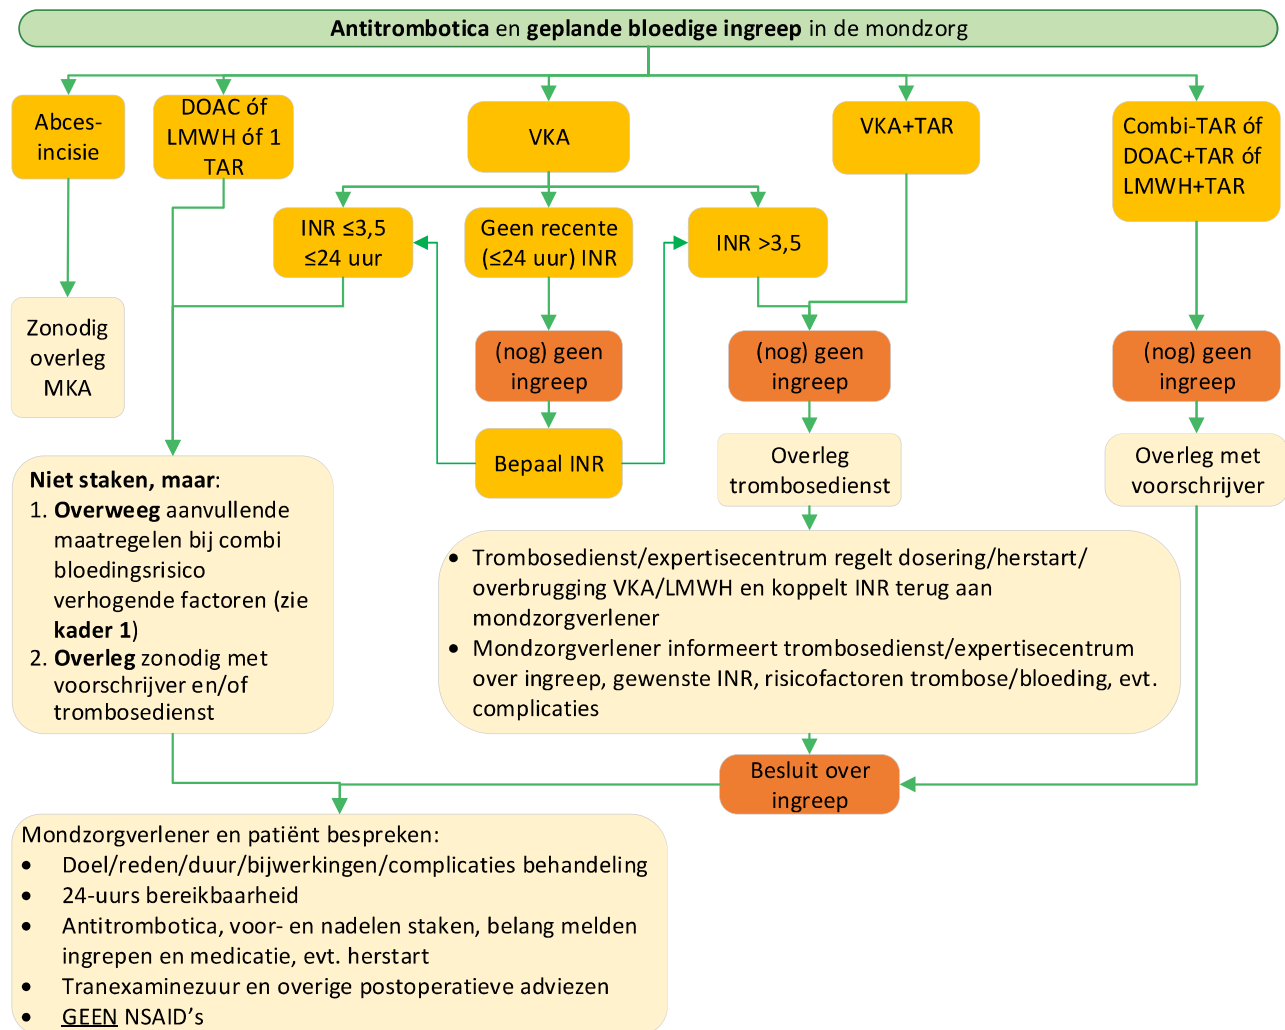 Antitrombotica en geplande bloedige ingreep in de mondzorg
Abces-
incisie
DOAC óf
LMWH óf 1
TAR
VKA
VKA+TAR
Combi-TAR óf
DOAC+TAR óf
LMWH+TAR
INR ≤3,5
≤24 uur
Geen recente
(≤24 uur) INR
INR >3,5
Zonodig
overleg
MKA
(nog) geen
ingreep
(nog) geen
ingreep
(nog) geen
ingreep
Bepaal INR
Overleg
trombosedienst
Overleg met
voorschrijver
Niet staken, maar:
1. Overweeg aanvullende
maatregelen bij combi
bloedingsrisico
verhogende factoren (zie
kader 1)
2. Overleg zonodig met
voorschrijver en/of
trombosedienst
• Trombosedienst/expertisecentrum regelt dosering/herstart/
overbrugging VKA/LMWH en koppelt INR terug aan
mondzorgverlener
• Mondzorgverlener informeert trombosedienst/expertisecentrum
over ingreep, gewenste INR, risicofactoren trombose/bloeding, evt.
complicaties
Besluit over
ingreep
Mondzorgverlener en patiënt bespreken:
• Doel/reden/duur/bijwerkingen/complicaties behandeling
• 24-uurs bereikbaarheid
• Antitrombotica, voor- en nadelen staken, belang melden
ingrepen en medicatie, evt. herstart
• Tranexaminezuur en overige postoperatieve adviezen
• GEEN NSAID's